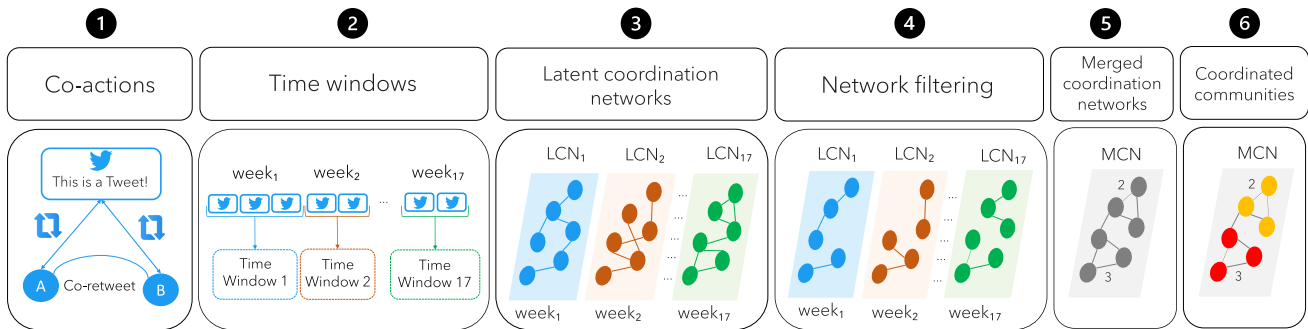 1
2
3
4
5
6
Co-actions
Time windows
Latent coordination
networks
Network filtering
Merged
coordination
networks
Coordinated
communities
This is a Tweet!
A
Co-retweet
B
week₁
week₂
week₁₇
...
Time
Window 1
Time
Window 2
Time
Window 17
LCN₁
LCN₂
LCN₁₇
...
...
...
...
week₁
week₂
week₁₇
LCN₁
LCN₂
LCN₁₇
...
...
...
...
week₁
week₂
week₁₇
MCN
2
3
MCN
2
3